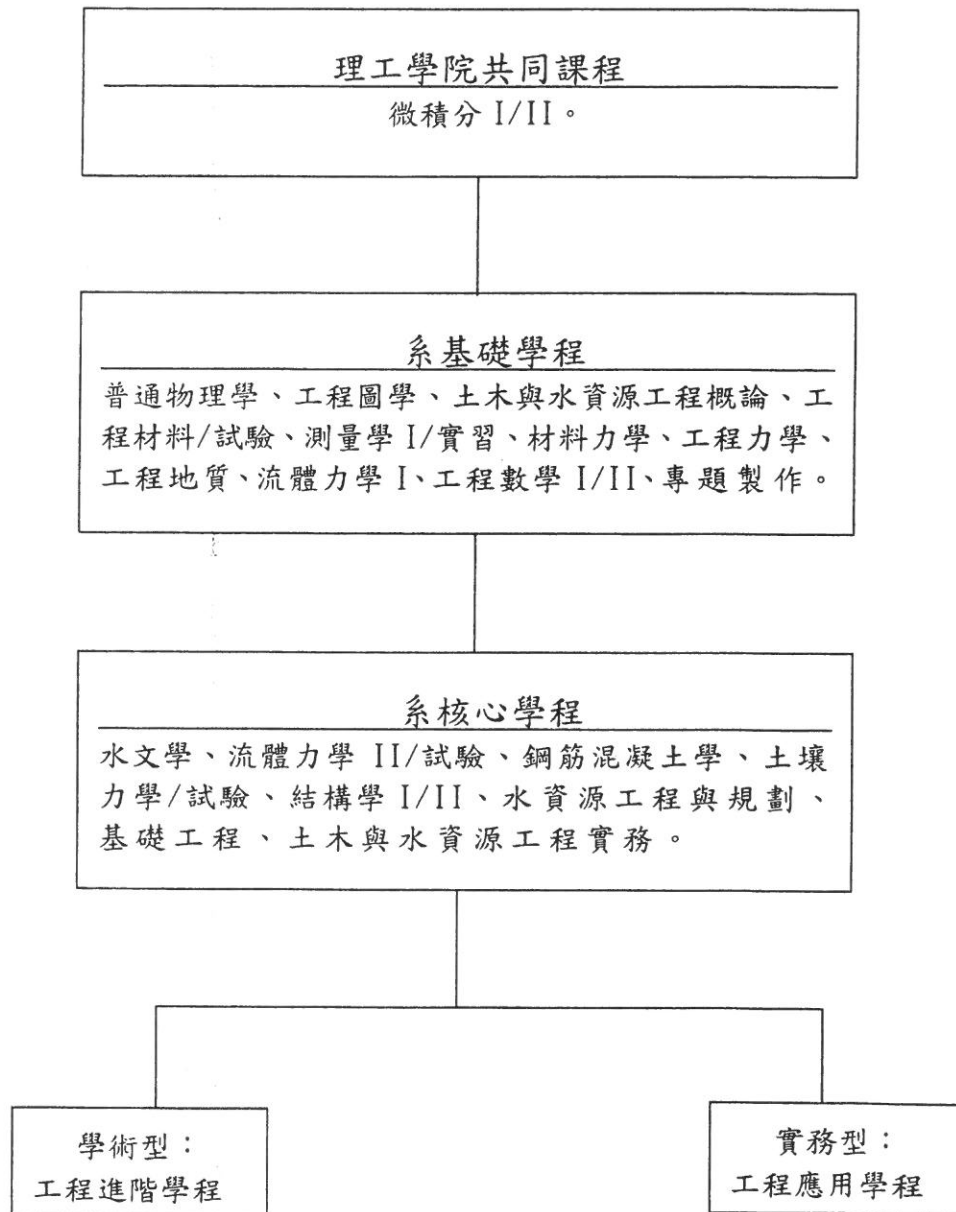 理工學院共同課程
微積分 I/II。
系基礎學程
普通物理學、工程圖學、土木與水資源工程概論、工
程材料/試驗、測量學 I/實習、材料力學、工程力學、
工程地質、流體力學 I、工程數學 I/II、專題製作。
系核心學程
水文學、流體力學 II/試驗、鋼筋混凝土學、土壤
力學/試驗、結構學 I/II、水資源工程與規劃、
基礎工程、土木與水資源工程實務。
學術型：
工程進階學程
實務型：
工程應用學程